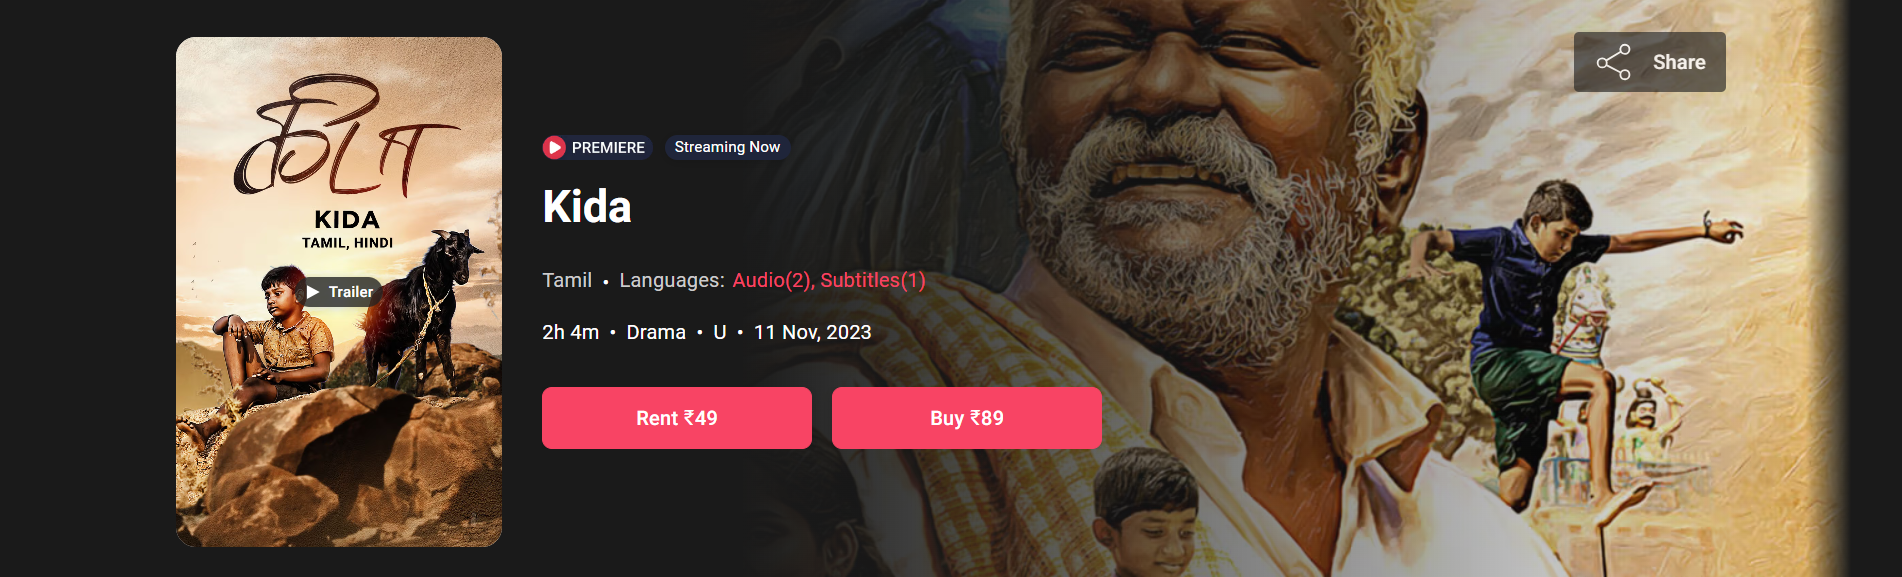 கிடா
KIDA
TAMIL, HINDI
Trailer
PREMIERE Streaming Now
Kida
Tamil • Languages: Audio(2), Subtitles(1)
2h 4m • Drama • U • 11 Nov, 2023
Rent ₹49 Buy ₹89
Share